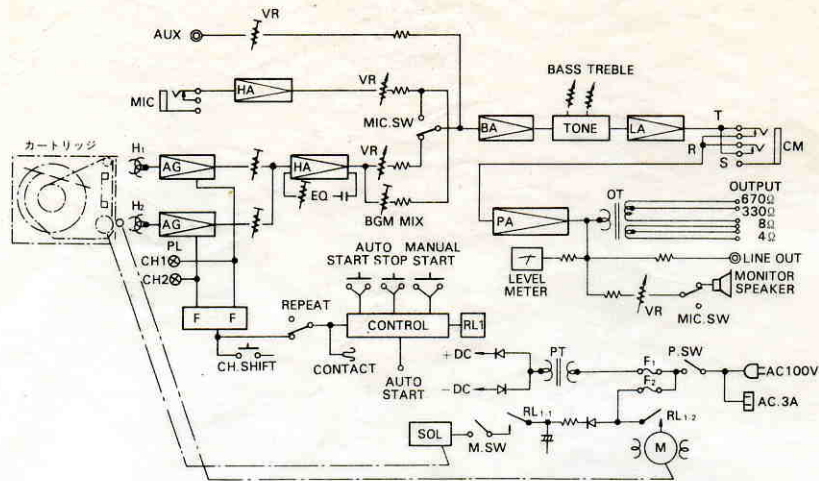 VR
AUX
VR
BASS TREBLE
MIC
HA
MIC.SW
T
BA
TONE
LA
カートリッジ
H1
AG
HA
VR
R
CM
S
EQ
OT
OUTPUT
670Ω
330Ω
8Ω
4Ω
H2
AG
BGM MIX
PA
PL
CH1
CH2
AUTO AUTO MANUAL
START STOP START
LEVEL
METER
LINE OUT
MONITOR
SPEAKER
VR
MIC.SW
F F
REPEAT
CONTROL
RL1
CH.SHIFT
CONTACT
AUTO
START
+DC
-DC
PT
F1
F2
P.SW
AC100V
AC.3A
SOL
M.SW
RL1-1
RL1-2
M